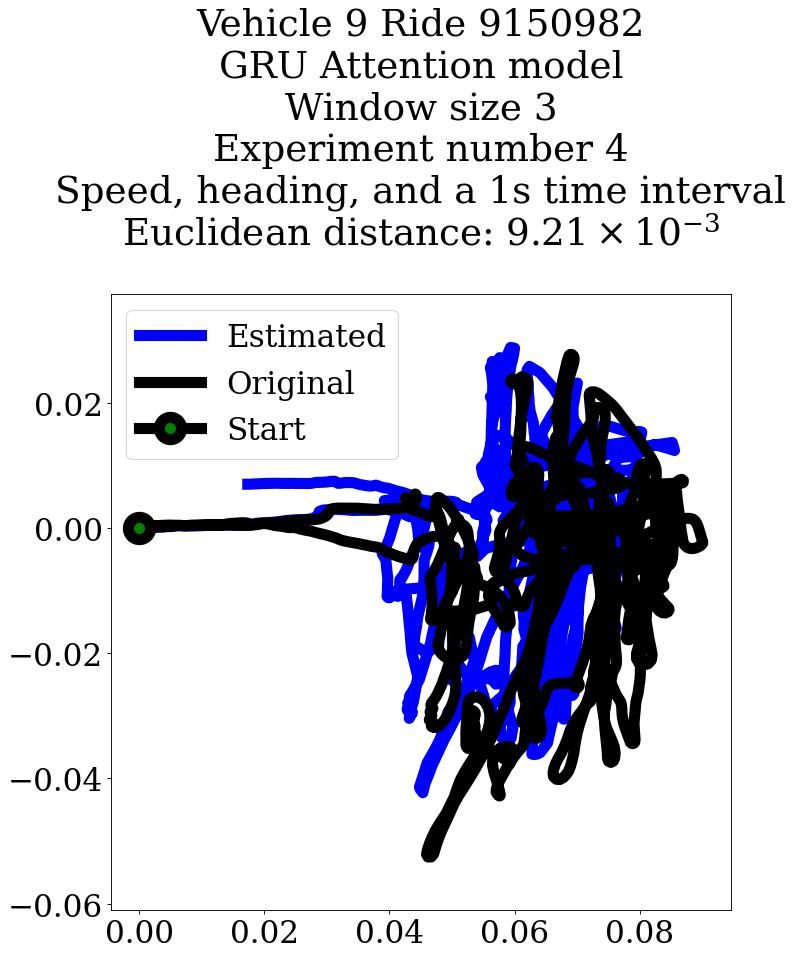 Vehicle 9 Ride 9150982
GRU Attention model
Window size 3
Experiment number 4
Speed, heading, and a 1s time interval
Euclidean distance: 9.21 × 10⁻³
Estimated
Original
Start
0.02
0.00
−0.02
−0.04
−0.06
0.00 0.02 0.04 0.06 0.08